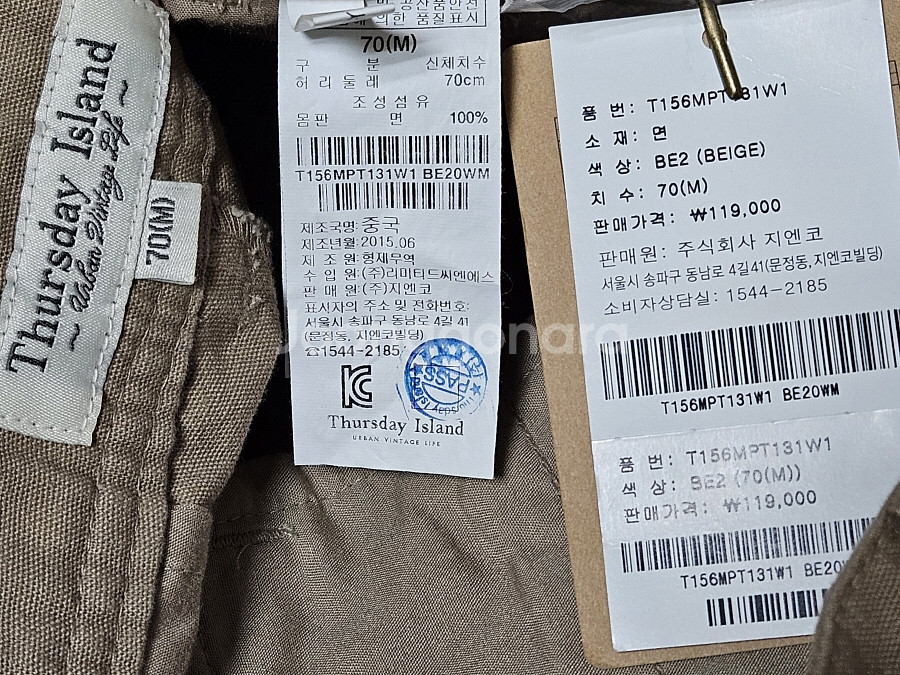 Thursday Island
~ Urban Vintage Life ~
70(M)
의한 품질표시
70(M)
구 분 신체치수
허리둘레 70cm
조성섬유
몸판 면 100%
T156MPT131W1 BE20WM
제조국명:중국
제조년월:2015.06
제 조 원:형새무역
수 입 원:(주)리미티드씨엔에스
판 매 원:(주)지엔코
표시자의 주소 및 전화번호:
서울시 송파구 동남로 4길 41
(문정동, 지엔코빌딩)
☎1544-2185
PASS
Thursday Island
URBAN VINTAGE LIFE
품 번: T156MPT131W1
소 재: 면
색 상: BE2 (BEIGE)
치 수: 70(M)
판매가격: ₩119,000
판매원: 주식회사 지엔코
서울시 송파구 동남로 4길41(문정동,지엔코빌딩)
소비자상담실: 1544-2185
T156MPT131W1 BE20WM
품 번: T156MPT131W1
색 상: BE2 (70(M))
판매가격: ₩119,000
T156MPT131W1 BE20